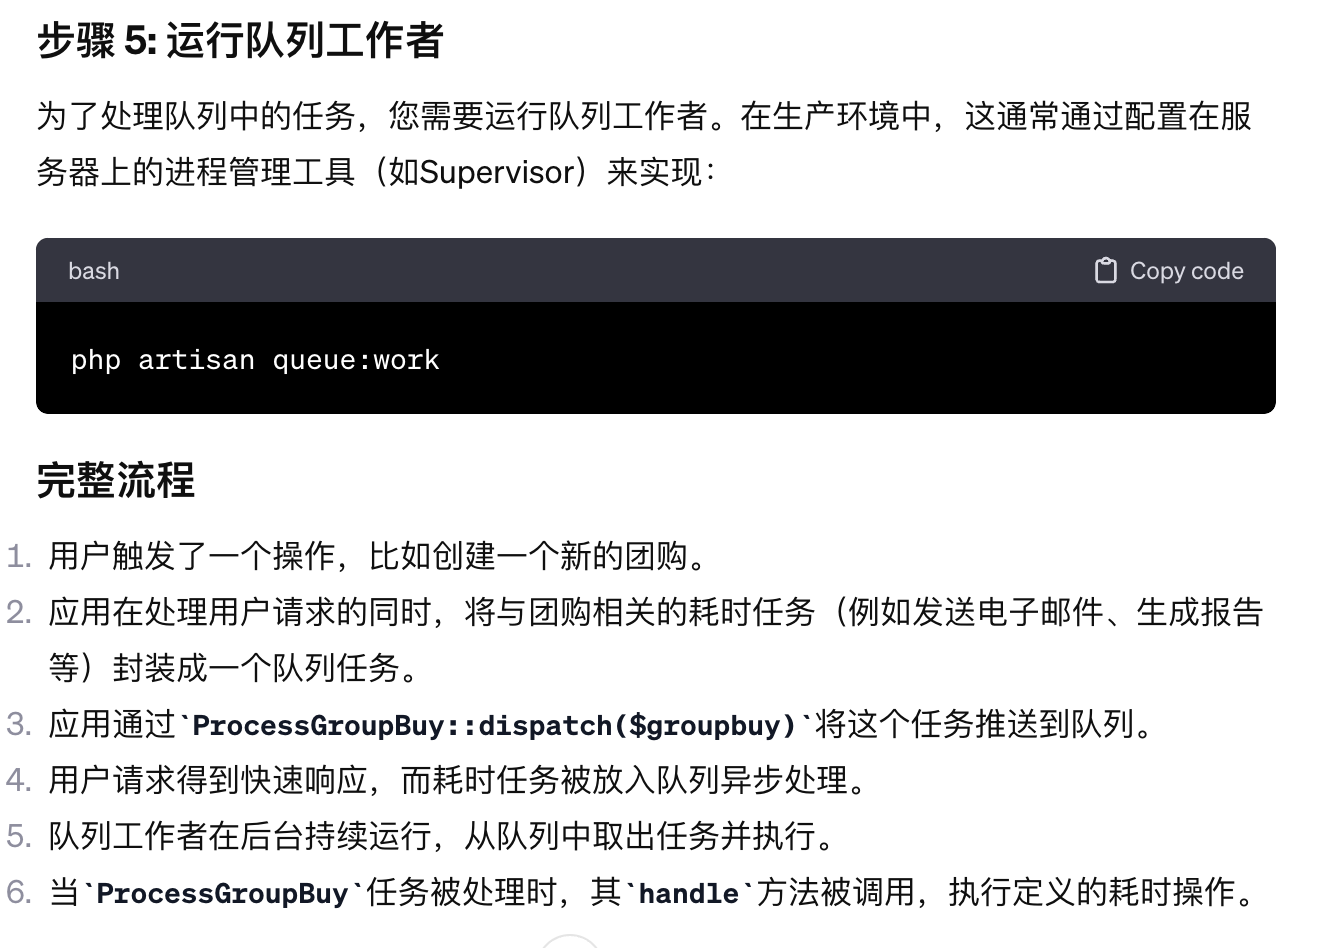 步骤 5: 运行队列工作者
为了处理队列中的任务，您需要运行队列工作者。在生产环境中，这通常通过配置在服
务器上的进程管理工具（如Supervisor）来实现：
bash
Copy code
php artisan queue:work
完整流程
1. 用户触发了一个操作，比如创建一个新的团购。
2. 应用在处理用户请求的同时，将与团购相关的耗时任务（例如发送电子邮件、生成报告
等）封装成一个队列任务。
3. 应用通过`ProcessGroupBuy::dispatch($groupbuy)`将这个任务推送到队列。
4. 用户请求得到快速响应，而耗时任务被放入队列异步处理。
5. 队列工作者在后台持续运行，从队列中取出任务并执行。
6. 当`ProcessGroupBuy`任务被处理时，其`handle`方法被调用，执行定义的耗时操作。